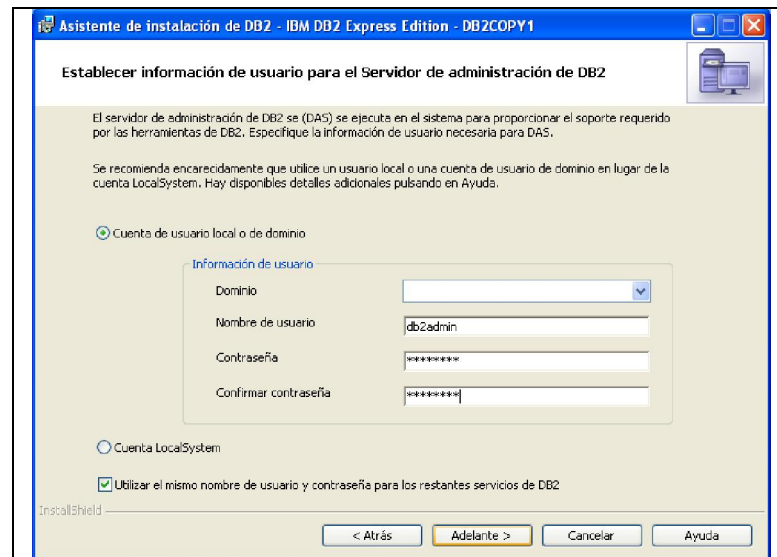 Asistente de instalación de DB2 - IBM DB2 Express Edition - DB2COPY1
Establecer información de usuario para el Servidor de administración de DB2
El servidor de administración de DB2 se (DAS) se ejecuta en el sistema para proporcionar el soporte requerido
por las herramientas de DB2. Especifique la información de usuario necesaria para DAS.
Se recomienda encarecidamente que utilice un usuario local o una cuenta de usuario de dominio en lugar de la
cuenta LocalSystem. Hay disponibles detalles adicionales pulsando en Ayuda.
Cuenta de usuario local o de dominio
Información de usuario
Dominio
Nombre de usuario db2admin
Contraseña ********
Confirmar contraseña ********
Cuenta LocalSystem
Utilizar el mismo nombre de usuario y contraseña para los restantes servicios de DB2
InstallShield
< Atrás Adelante > Cancelar Ayuda